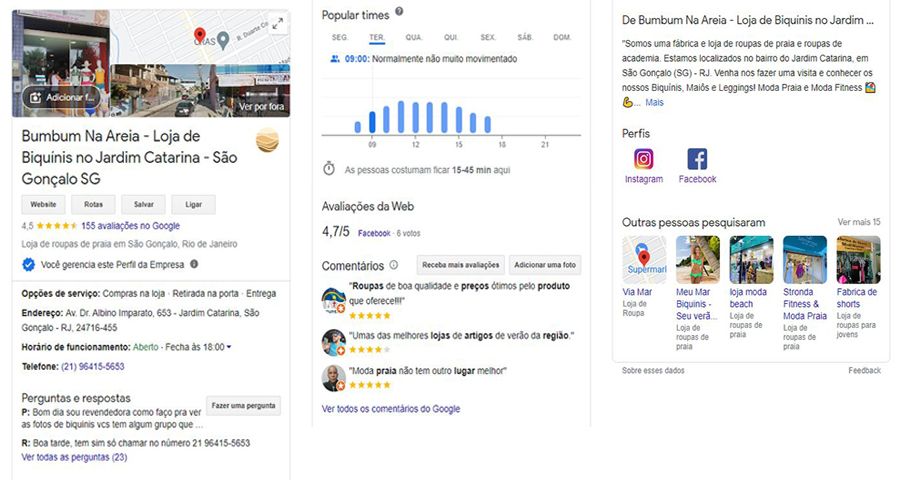 CRAS
R. Duarte Co
Adicionar f...
Ver por fora
Bumbum Na Areia - Loja de
Biquínis no Jardim Catarina - São
Gonçalo SG
Website
Rotas
Salvar
Ligar
4,5 155 avaliações no Google
Loja de roupas de praia em São Gonçalo, Rio de Janeiro
Você gerencia este Perfil da Empresa
Opções de serviço: Compras na loja · Retirada na porta · Entrega
Endereço: Av. Dr. Albino Imparato, 653 - Jardim Catarina, São
Gonçalo - RJ, 24716-455
Horário de funcionamento: Aberto · Fecha às 18:00
Telefone: (21) 96415-5653
Perguntas e respostas
Fazer uma pergunta
P: Bom dia sou revendedora como faço pra ver
as fotos de biquínis vcs tem algum grupo que ...
R: Boa tarde, tem sim só chamar no número 21 96415-5653
Ver todas as perguntas (23)
Popular times
SEG. TER. QUA. QUI. SEX. SÁB. DOM.
09:00: Normalmente não muito movimentado
09 12 15 18 21
As pessoas costumam ficar 15-45 min aqui
Avaliações da Web
4,7/5 Facebook · 6 votos
Comentários
Receba mais avaliações
Adicionar uma foto
"Roupas de boa qualidade e preços ótimos pelo produto
que oferece!!!!"
"Umas das melhores lojas de artigos de verão da região."
"Moda praia não tem outro lugar melhor"
Ver todos os comentários do Google
De Bumbum Na Areia - Loja de Biquínis no Jardim ...
"Somos uma fábrica e loja de roupas de praia e roupas de
academia. Estamos localizados no bairro do Jardim Catarina, em
São Gonçalo (SG) - RJ. Venha nos fazer uma visita e conhecer os
nossos Biquínis, Maiôs e Leggings! Moda Praia e Moda Fitness 👙
💪... Mais
Perfis
Instagram
Facebook
Outras pessoas pesquisaram
Ver mais 15
Supermarl
Via Mar
Loja de
Roupa
Meu Mar
Biquinis -
Seu verã...
Loja de
roupas de
praia
loja moda
beach
Loja de
roupas de
praia
Stronda
Fitness &
Moda Praia
Loja de
roupas de
praia
Fabrica de
shorts
Loja de
roupas para
jovens
Sobre esses dados
Feedback